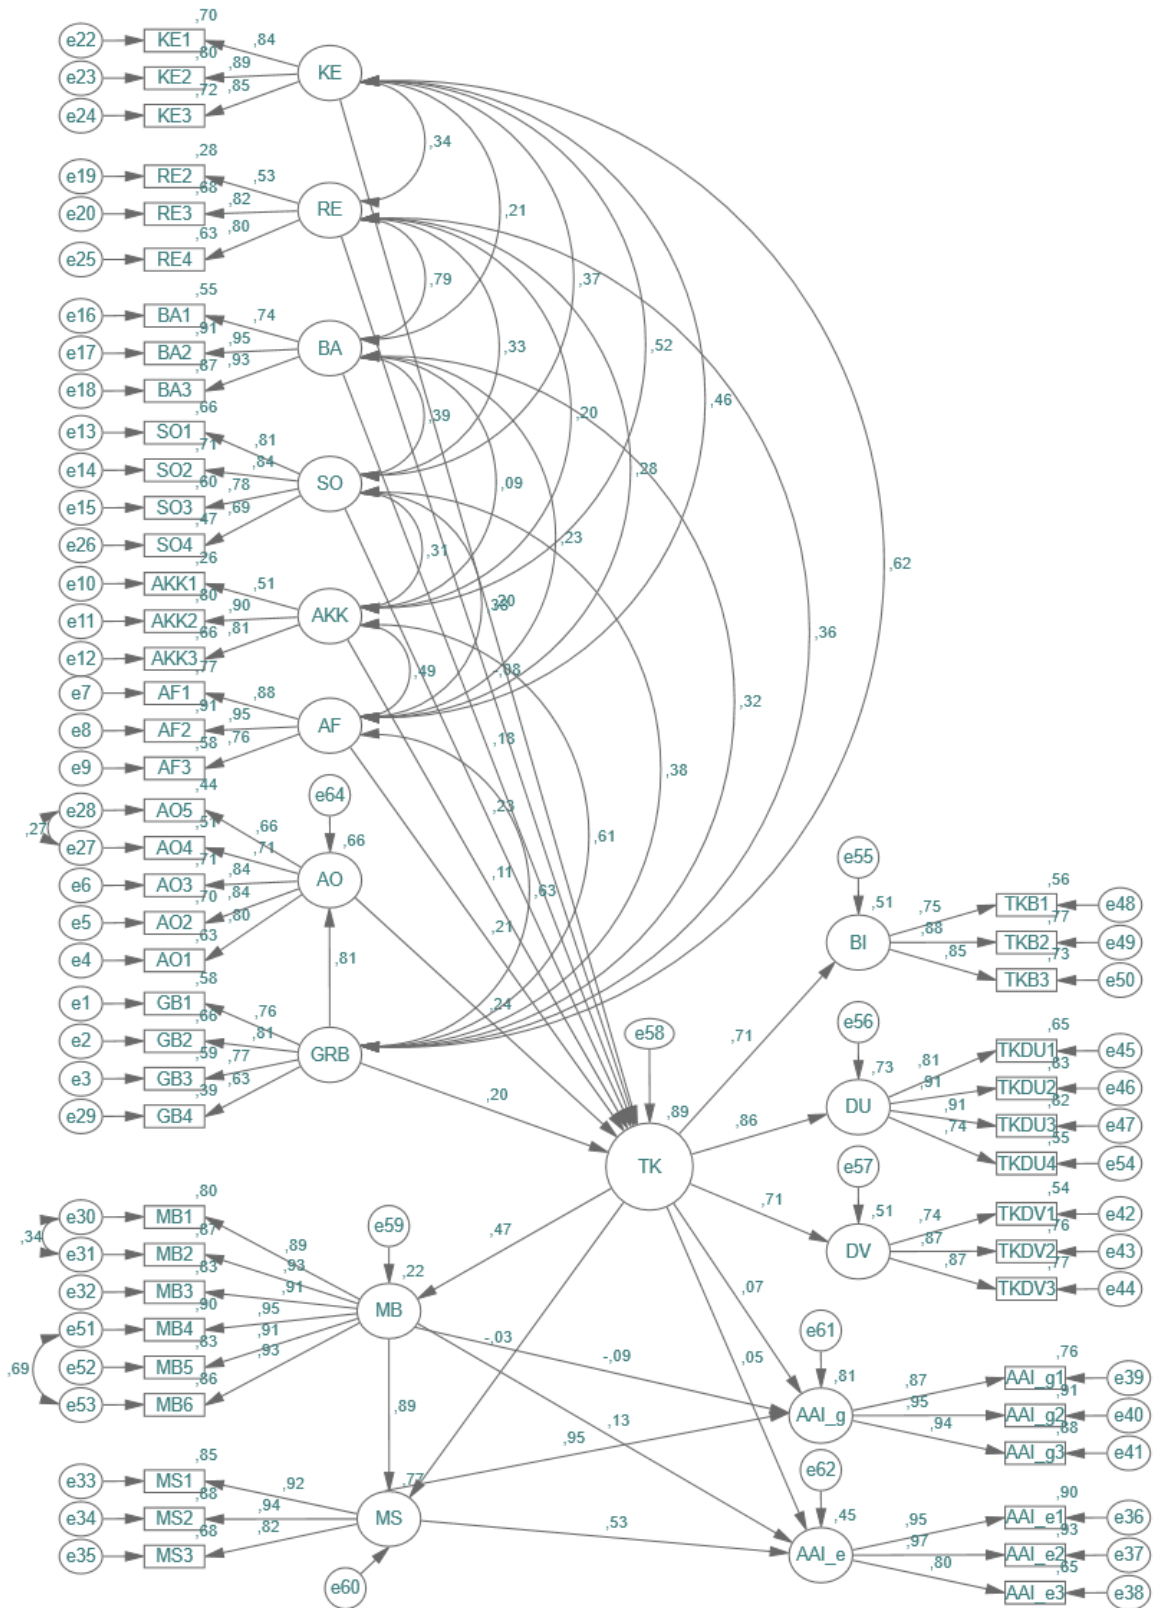 ,70
e22 KE1 ,84
,80
e23 KE2 ,89 KE
,72
e24 KE3 ,85
,34
,28
e19 RE2 ,53
,68
e20 RE3 ,82 RE ,21
,63
e25 RE4 ,80
,79 ,37
,55
e16 BA1 ,74
,91
e17 BA2 ,95 BA ,33 ,52
,87
e18 BA3 ,93
,46
,66 ,39 ,20
e13 SO1 ,81
,71
e14 SO2 ,84 SO ,28
,60
e15 SO3 ,78 ,09
,47
e26 SO4 ,69 ,23
,26 ,31 ,62
e10 AKK1 ,51
,80 ,20
e11 AKK2 ,90 AKK ,36
,66
e12 AKK3 ,81
,77 ,49 -,08
e7 AF1 ,88 ,32
,91
e8 AF2 ,95 AF ,18
,58
e9 AF3 ,76 ,38
,44 e64
e28 AO5 ,66 ,23
,27 ,51 ,66 ,61
e27 AO4 ,71
,71
e6 AO3 ,84 AO ,11 ,63
,70
e5 AO2 ,84
,63
e4 AO1 ,80 ,21
,81
,58
e1 GB1 ,76 ,24
,66
e2 GB2 ,81 GRB e58
,59
e3 GB3 ,77
,39
e29 GB4 ,63 ,20 ,89
TK
e55 ,56
,51 ,75 TKB1 e48
,77
BI ,88 TKB2 e49
,73
,85 TKB3 e50
,71
e56 ,65
,73 ,81 TKDU1 e45
,83
,86 DU ,91 TKDU2 e46
,82
,91 TKDU3 e47
,55
,74 TKDU4 e54
e57 ,54
,71 ,51 ,74 TKDV1 e42
,76
DV ,87 TKDV2 e43
,77
,87 TKDV3 e44
,80
e30 MB1 ,89 e59 ,47
,34 ,87
e31 MB2 ,93 ,22
,83
e32 MB3 ,91 MB ,07
,90
e51 MB4 ,95 -,03 e61
,69 ,83
e52 MB5 ,91 -,09 ,05
,86
e53 MB6 ,93
,89 ,13
,95
,81 ,76
,87 AAI_g1 e39
,91
AAI_g ,95 AAI_g2 e40
,88
,94 AAI_g3 e41
,85
e33 MS1 ,92 ,77
,88
e34 MS2 ,94 MS ,53
,68
e35 MS3 ,82
e60
e62 ,90
,45 ,95 AAI_e1 e36
,93
AAI_e ,97 AAI_e2 e37
,65
,80 AAI_e3 e38